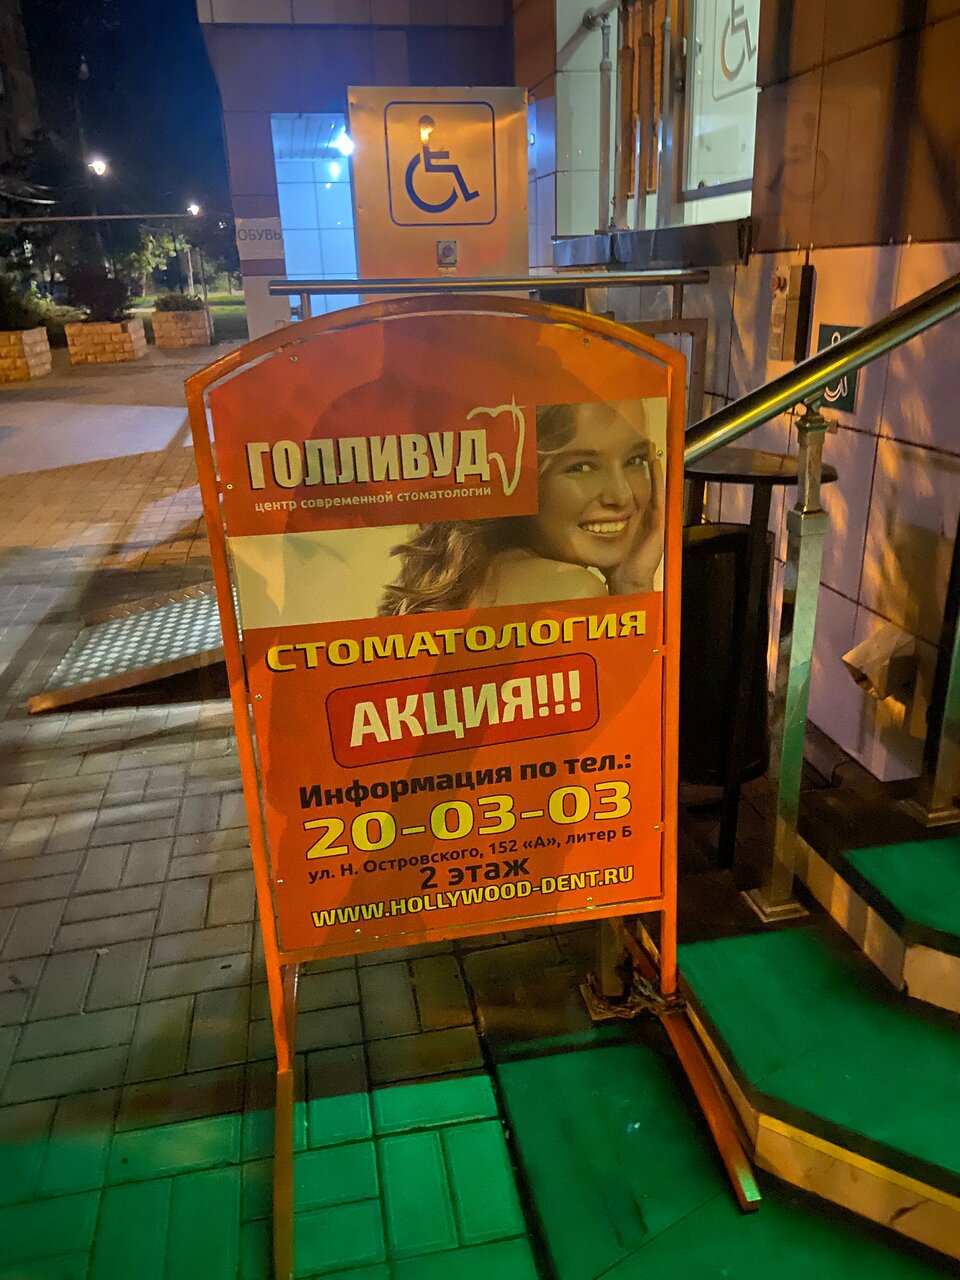 ОБУВЬ
ГОЛЛИВУД
центр современной стоматологии
СТОМАТОЛОГИЯ
АКЦИЯ!!!
Информация по тел.:
20-03-03
ул. Н. Островского, 152 «А», литер Б
2 этаж
WWW.HOLLYWOOD-DENT.RU